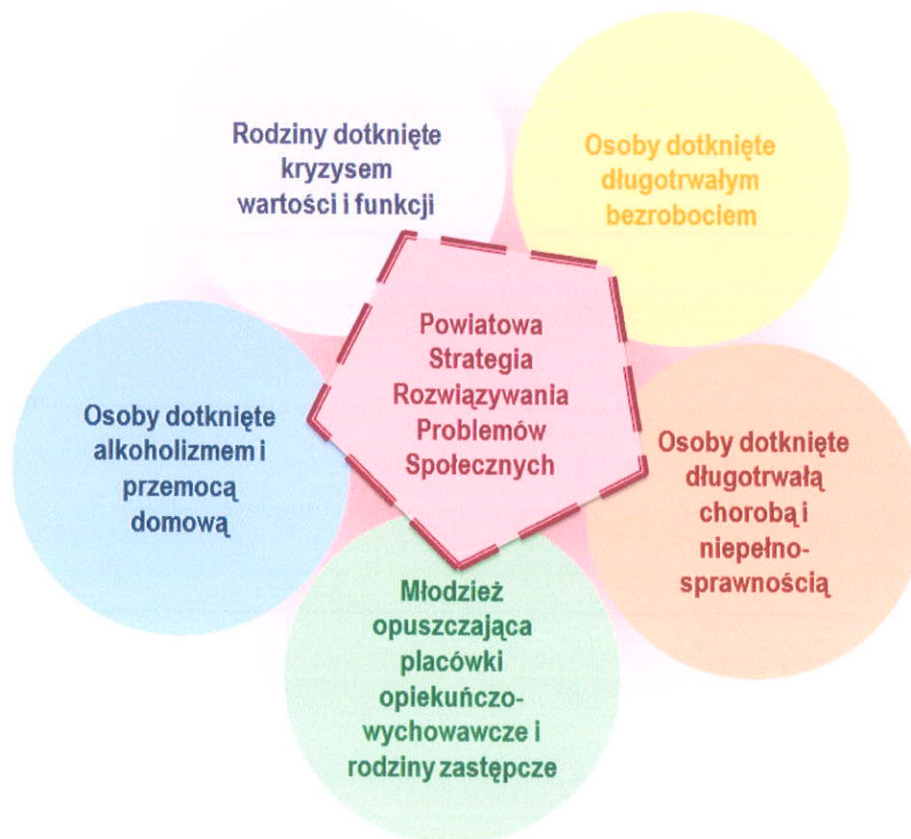 Rodziny dotknięte
kryzysem
wartości i funkcji
Osoby dotknięte
długotrwałym
bezrobociem
Powiatowa
Strategia
Rozwiązywania
Problemów
Społecznych
Osoby dotknięte
alkoholizmem i
przemocą
domową
Osoby dotknięte
długotrwałą
chorobą i
niepełno-
sprawnością
Młodzież
opuszczająca
placówki
opiekuńczo-
wychowawcze i
rodziny zastępcze